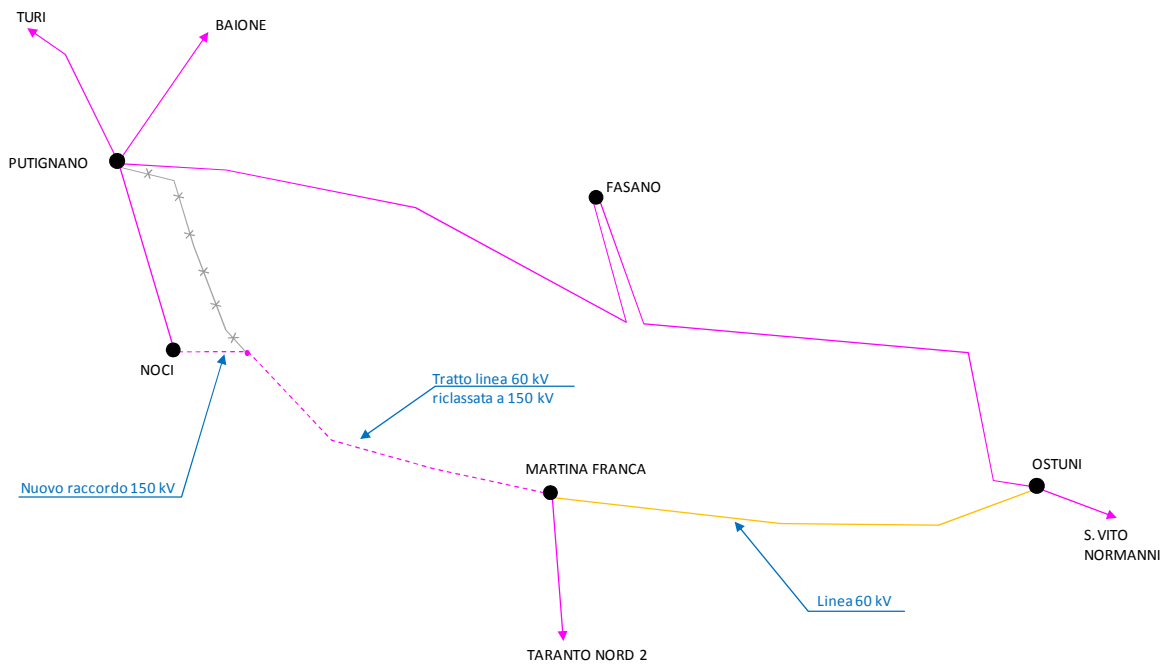 TURI
BAIONE
PUTIGNANO
FASANO
NOCI
Tratto linea 60 kV
riclassata a 150 kV
MARTINA FRANCA
OSTUNI
Nuovo raccordo 150 kV
S. VITO
NORMANNI
Linea 60 kV
TARANTO NORD 2